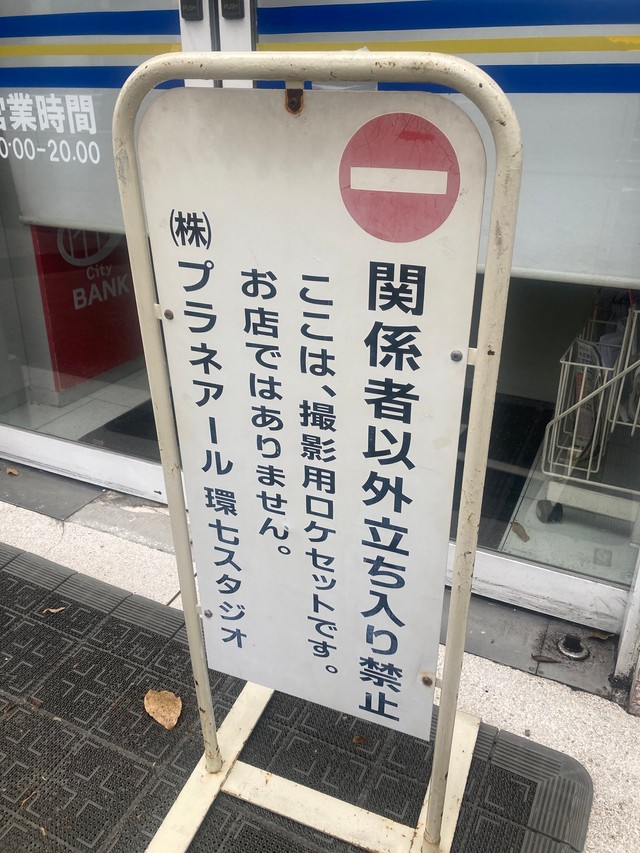 関係者以外立ち入り禁止
ここは、撮影用ロケセットです。
お店ではありません。
(株)プラネアール 環七スタジオ
営業時間
0:00-20.00
City
BANK
PUSH
PUSH